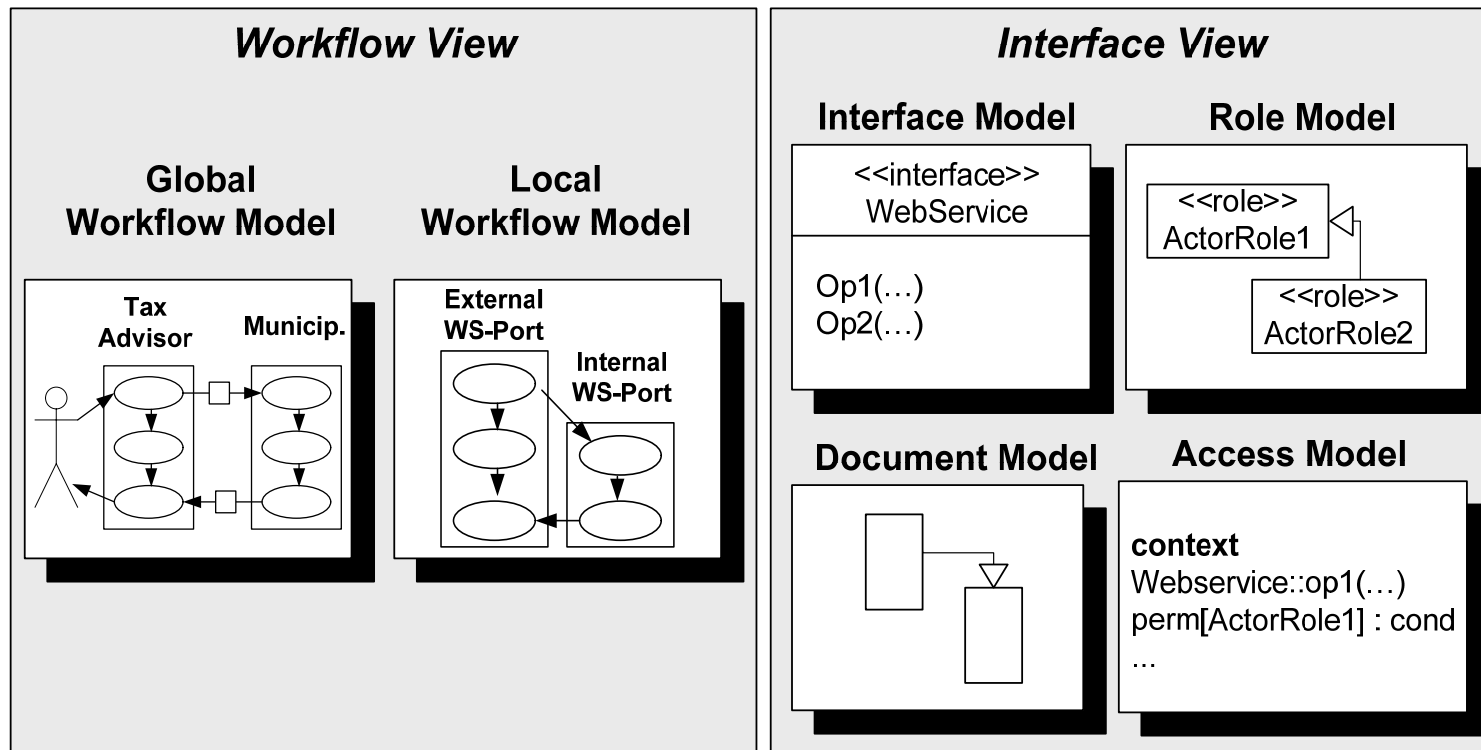 Workflow View
Global
Workflow Model
Tax
Advisor
Municip.
Local
Workflow Model
External
WS-Port
Internal
WS-Port
Interface View
Interface Model
<<interface>>
WebService
Op1(...)
Op2(...)
Role Model
<<role>>
ActorRole1
<<role>>
ActorRole2
Document Model
Access Model
context
Webservice::op1(...)
perm[ActorRole1] : cond
...